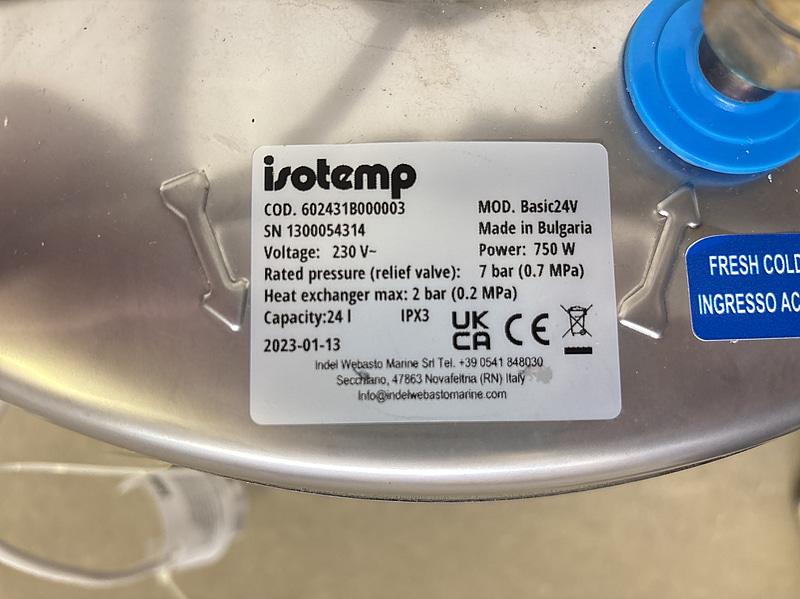 isotemp
COD. 602431B000003
MOD. Basic24V
SN 1300054314
Made in Bulgaria
Voltage: 230 V~
Power: 750 W
Rated pressure (relief valve): 7 bar (0.7 MPa)
Heat exchanger max: 2 bar (0.2 MPa)
Capacity:24 l
IPX3
UK
CA
CE
2023-01-13
Indel Webasto Marine Srl Tel. +39 0541 848030
Secchiano, 47863 Novafeltria (RN) Italy
Info@indelwebastomarine.com
FRESH COLD
INGRESSO AC